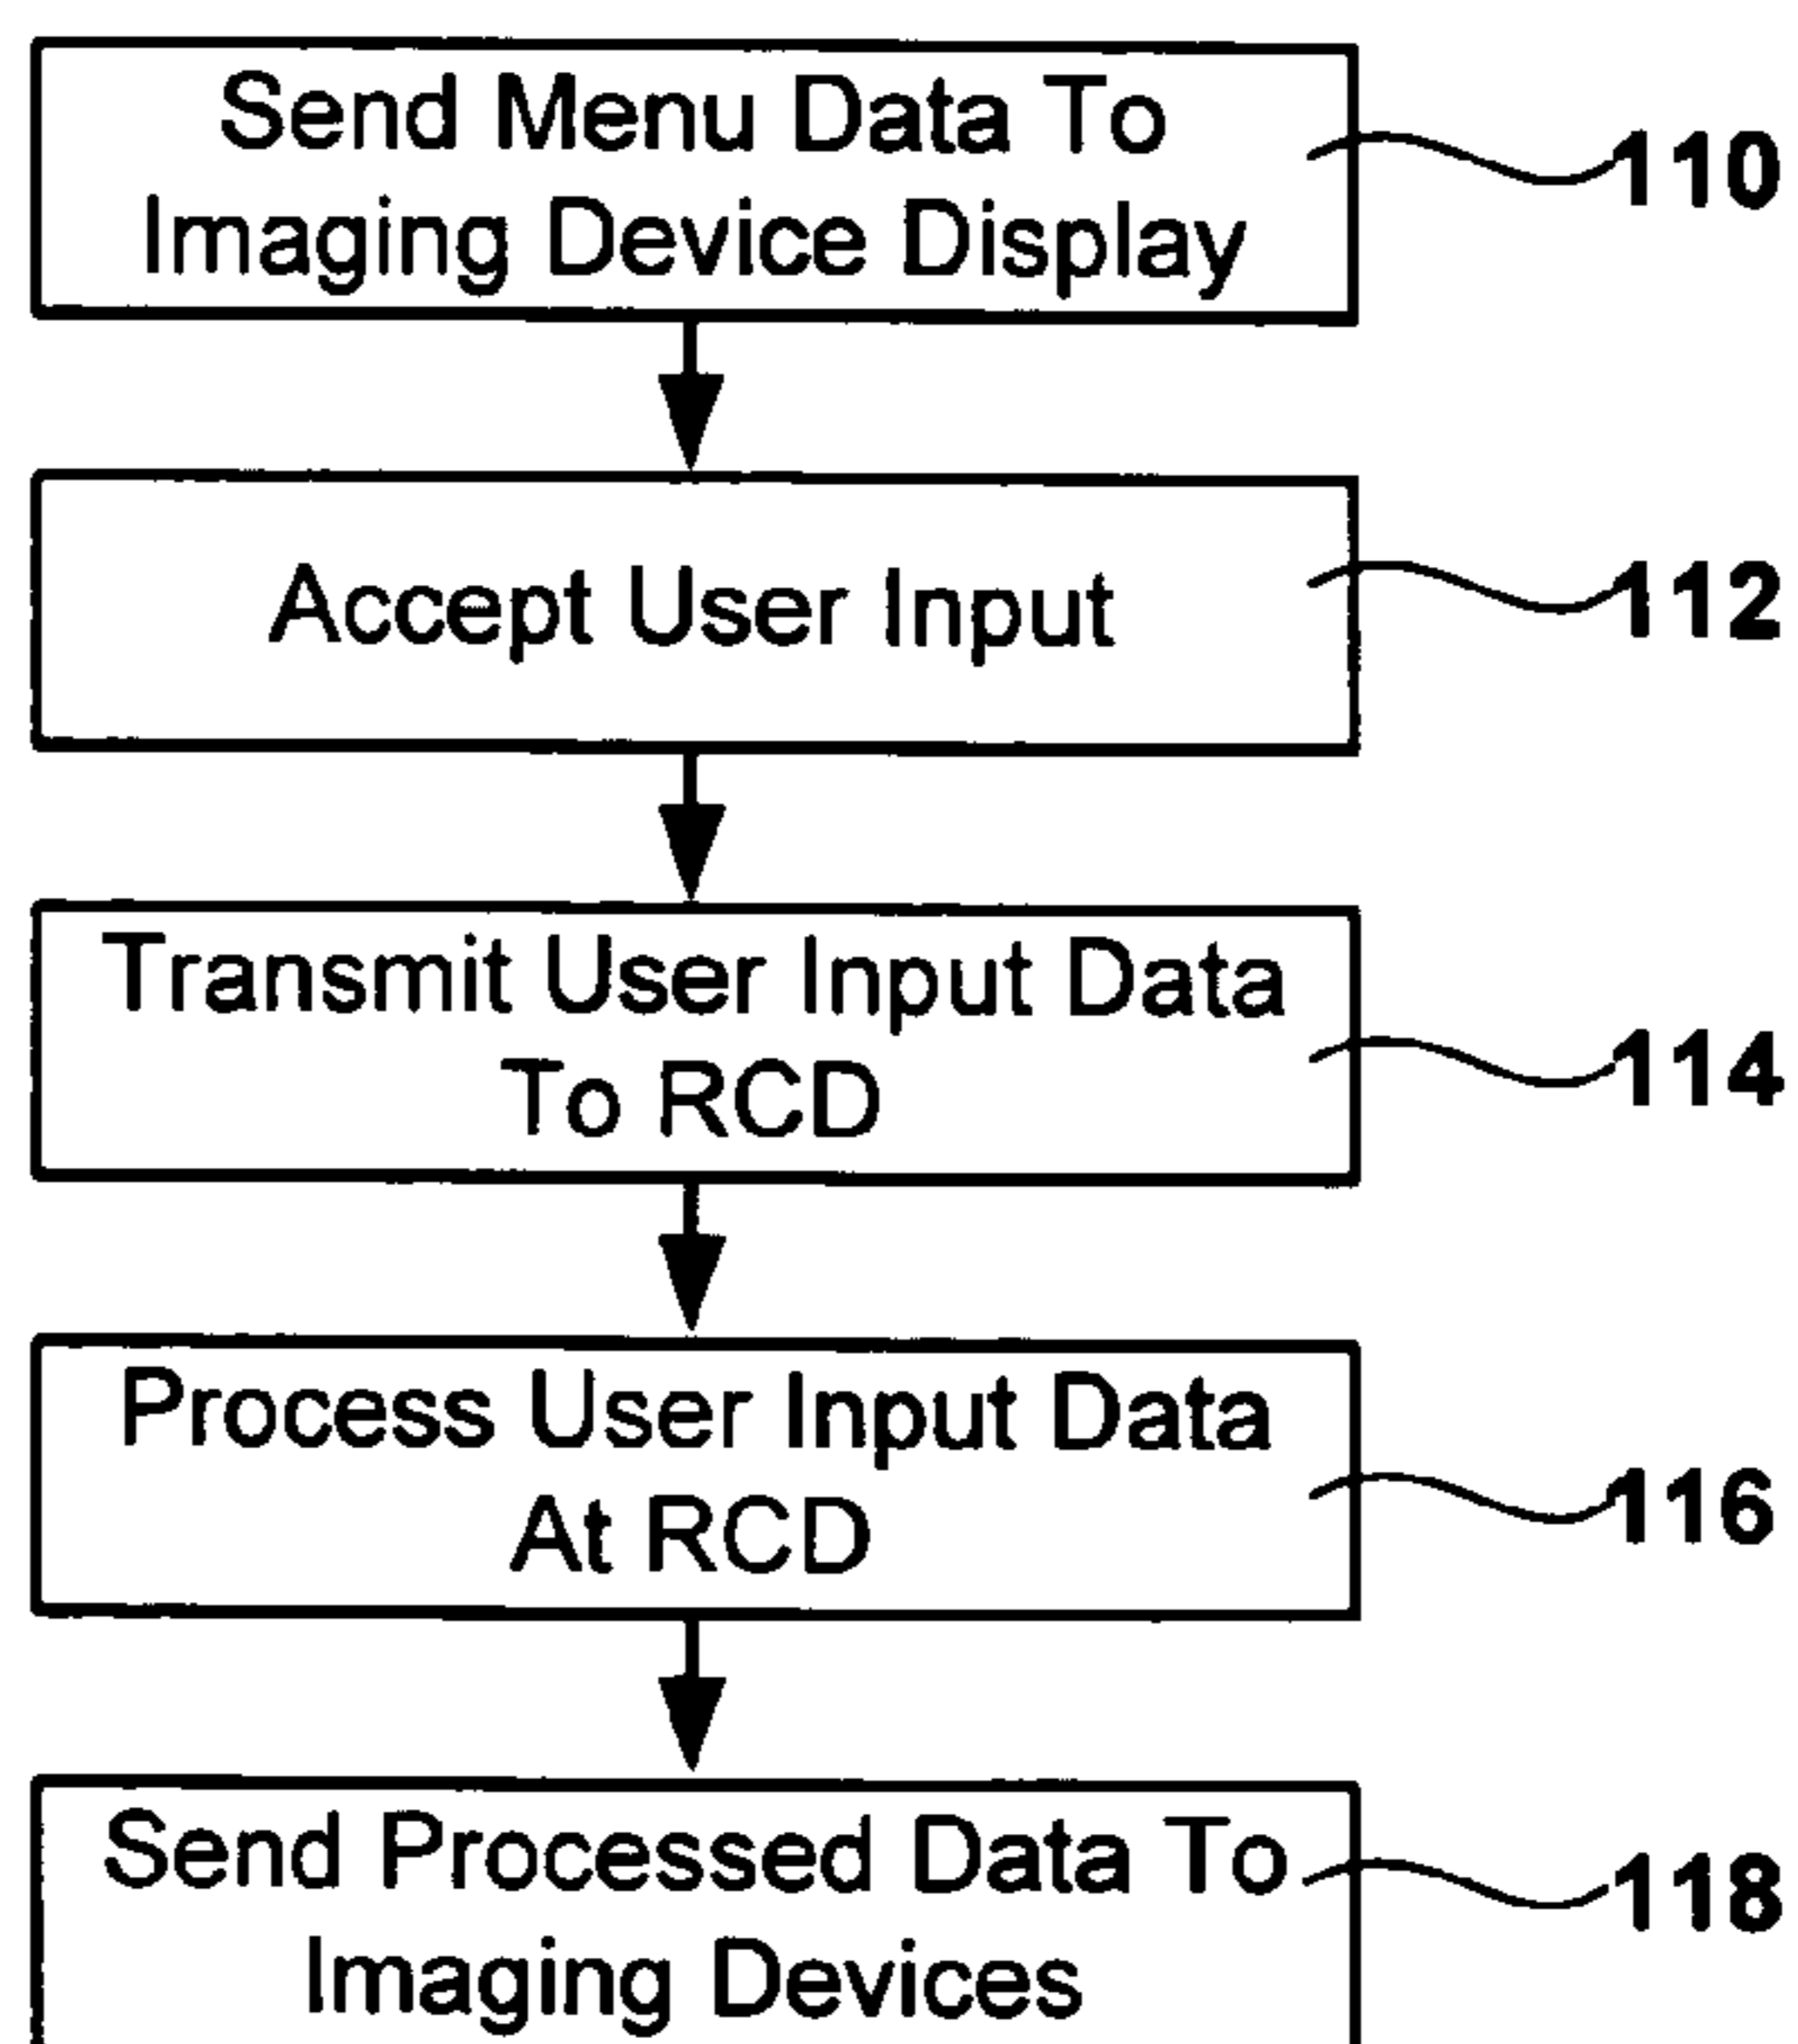 Send Menu Data To
Imaging Device Display
110
Accept User Input
112
Transmit User Input Data
To RCD
114
Process User Input Data
At RCD
116
Send Processed Data To
Imaging Devices
118